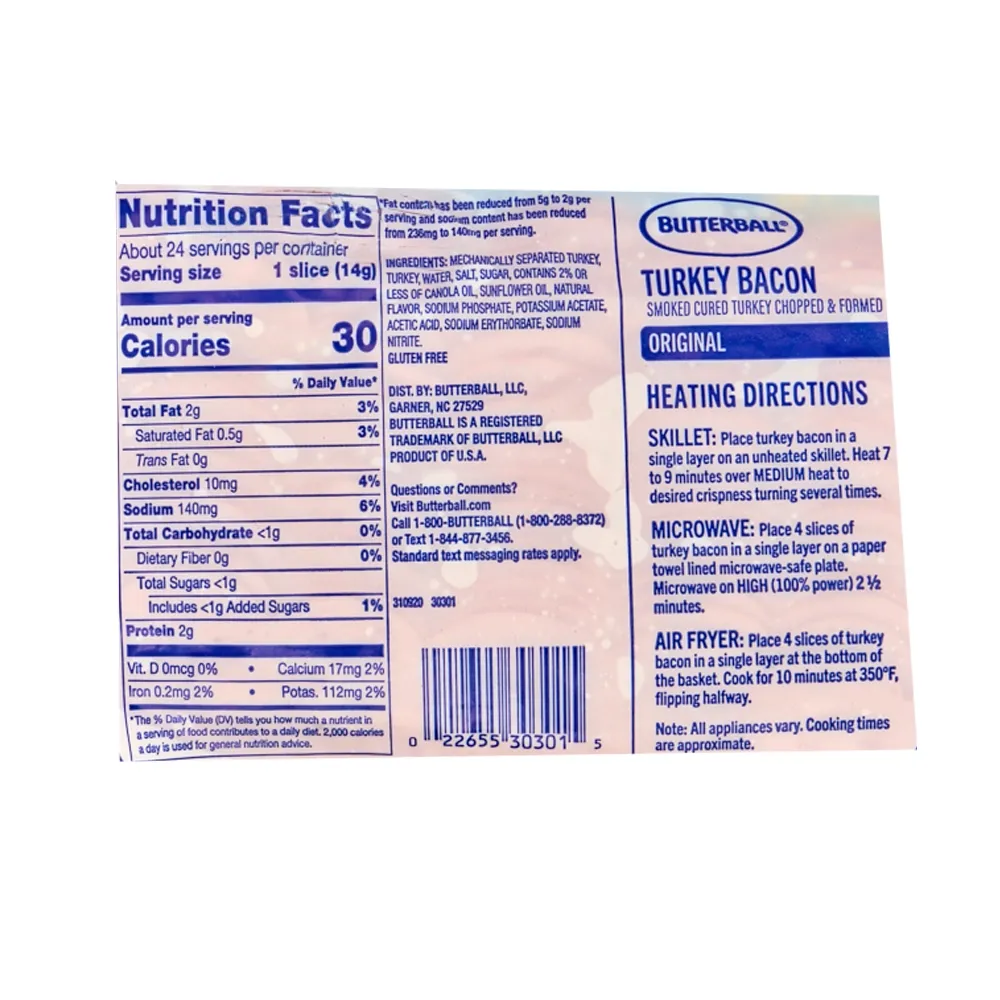 Nutrition Facts
About 24 servings per container
Serving size 1 slice (14g)
Amount per serving
Calories 30
% Daily Value*
Total Fat 2g 3%
Saturated Fat 0.5g 3%
Trans Fat 0g
Cholesterol 10mg 4%
Sodium 140mg 6%
Total Carbohydrate <1g 0%
Dietary Fiber 0g 0%
Total Sugars <1g
Includes <1g Added Sugars 1%
Protein 2g
Vit. D 0mcg 0% • Calcium 17mg 2%
Iron 0.2mg 2% • Potas. 112mg 2%
*The % Daily Value (DV) tells you how much a nutrient in
a serving of food contributes to a daily diet. 2,000 calories
a day is used for general nutrition advice.
*Fat content has been reduced from 5g to 2g per
serving and sodium content has been reduced
from 236mg to 140mg per serving.
INGREDIENTS: MECHANICALLY SEPARATED TURKEY,
TURKEY, WATER, SALT, SUGAR, CONTAINS 2% OR
LESS OF CANOLA OIL, SUNFLOWER OIL, NATURAL
FLAVOR, SODIUM PHOSPHATE, POTASSIUM ACETATE,
ACETIC ACID, SODIUM ERYTHORBATE, SODIUM
NITRITE.
GLUTEN FREE
DIST. BY: BUTTERBALL, LLC,
GARNER, NC 27529
BUTTERBALL IS A REGISTERED
TRADEMARK OF BUTTERBALL, LLC
PRODUCT OF U.S.A.
Questions or Comments?
Visit Butterball.com
Call 1-800-BUTTERBALL (1-800-288-8372)
or Text 1-844-877-3456.
Standard text messaging rates apply.
310920 30301
0 22655 30301 5
BUTTERBALL®
TURKEY BACON
SMOKED CURED TURKEY CHOPPED & FORMED
ORIGINAL
HEATING DIRECTIONS
SKILLET: Place turkey bacon in a
single layer on an unheated skillet. Heat 7
to 9 minutes over MEDIUM heat to
desired crispness turning several times.
MICROWAVE: Place 4 slices of
turkey bacon in a single layer on a paper
towel lined microwave-safe plate.
Microwave on HIGH (100% power) 2 ½
minutes.
AIR FRYER: Place 4 slices of turkey
bacon in a single layer at the bottom of
the basket. Cook for 10 minutes at 350°F,
flipping halfway.
Note: All appliances vary. Cooking times
are approximate.